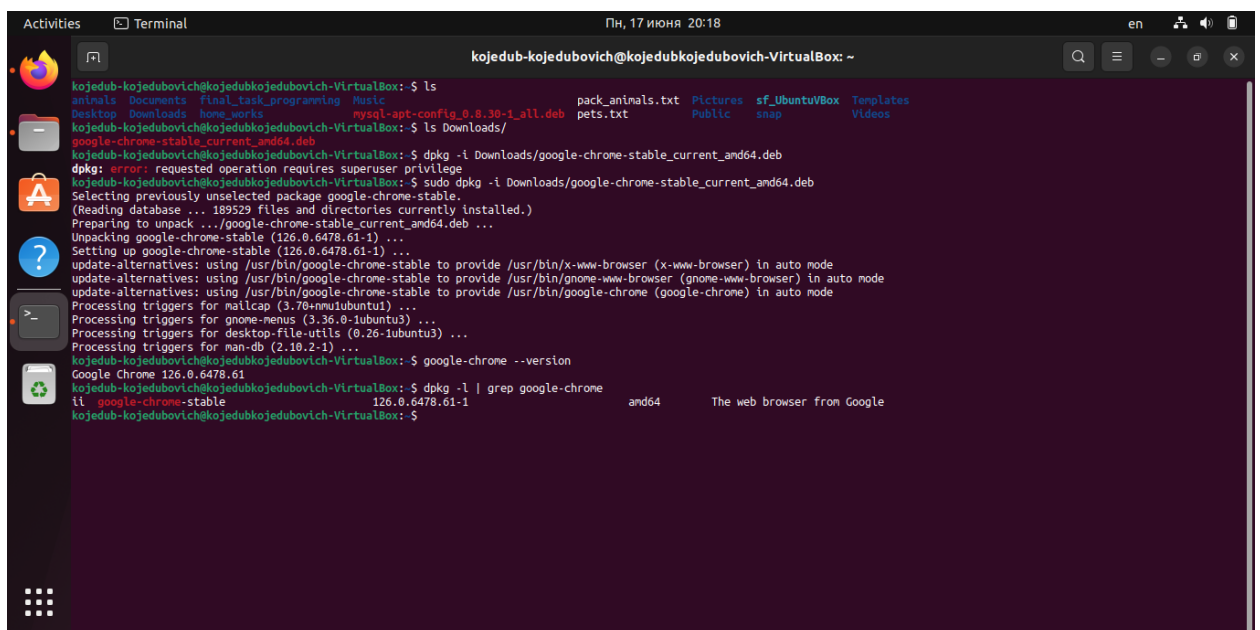 Activities Terminal Пн, 17 июня 20:18 en
kojedub-kojedubovich@kojedubkojedubovich-VirtualBox: ~
kojedub-kojedubovich@kojedubkojedubovich-VirtualBox:~$ ls
animals Documents final_task_programming Music pack_animals.txt Pictures sf_UbuntuVBox Templates
Desktop Downloads home_works mysql-apt-config_0.8.30-1_all.deb pets.txt Public snap Videos
kojedub-kojedubovich@kojedubkojedubovich-VirtualBox:~$ ls Downloads/
google-chrome-stable_current_amd64.deb
kojedub-kojedubovich@kojedubkojedubovich-VirtualBox:~$ dpkg -i Downloads/google-chrome-stable_current_amd64.deb
dpkg: error: requested operation requires superuser privilege
kojedub-kojedubovich@kojedubkojedubovich-VirtualBox:~$ sudo dpkg -i Downloads/google-chrome-stable_current_amd64.deb
Selecting previously unselected package google-chrome-stable.
(Reading database ... 189529 files and directories currently installed.)
Preparing to unpack .../google-chrome-stable_current_amd64.deb ...
Unpacking google-chrome-stable (126.0.6478.61-1) ...
Setting up google-chrome-stable (126.0.6478.61-1) ...
update-alternatives: using /usr/bin/google-chrome-stable to provide /usr/bin/x-www-browser (x-www-browser) in auto mode
update-alternatives: using /usr/bin/google-chrome-stable to provide /usr/bin/gnome-www-browser (gnome-www-browser) in auto mode
update-alternatives: using /usr/bin/google-chrome-stable to provide /usr/bin/google-chrome (google-chrome) in auto mode
Processing triggers for mailcap (3.70+nmu1ubuntu1) ...
Processing triggers for gnome-menus (3.36.0-1ubuntu3) ...
Processing triggers for desktop-file-utils (0.26-1ubuntu3) ...
Processing triggers for man-db (2.10.2-1) ...
kojedub-kojedubovich@kojedubkojedubovich-VirtualBox:~$ google-chrome --version
Google Chrome 126.0.6478.61
kojedub-kojedubovich@kojedubkojedubovich-VirtualBox:~$ dpkg -l | grep google-chrome
ii google-chrome-stable 126.0.6478.61-1 amd64 The web browser from Google
kojedub-kojedubovich@kojedubkojedubovich-VirtualBox:~$